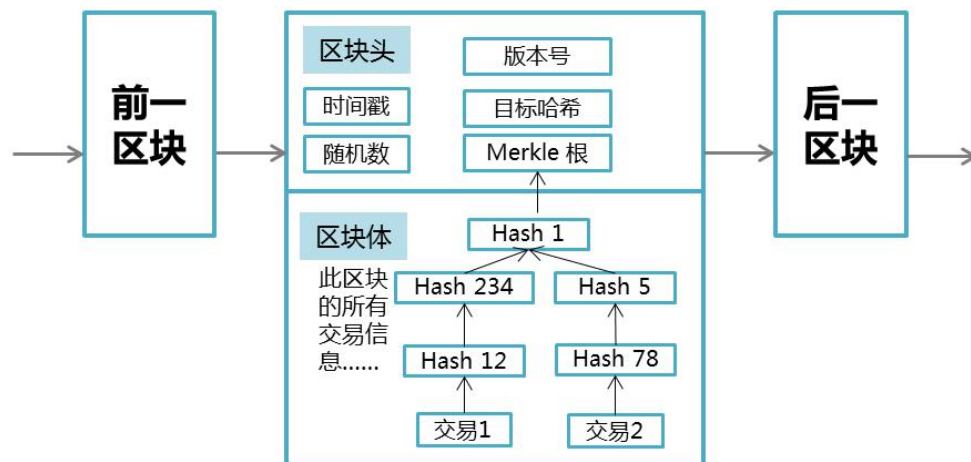 前一
区块
区块头
版本号
时间戳
目标哈希
随机数
Merkle 根
区块体
Hash 1
此区块
的所有
交易信
息……
Hash 234
Hash 5
Hash 12
Hash 78
交易1
交易2
后一
区块